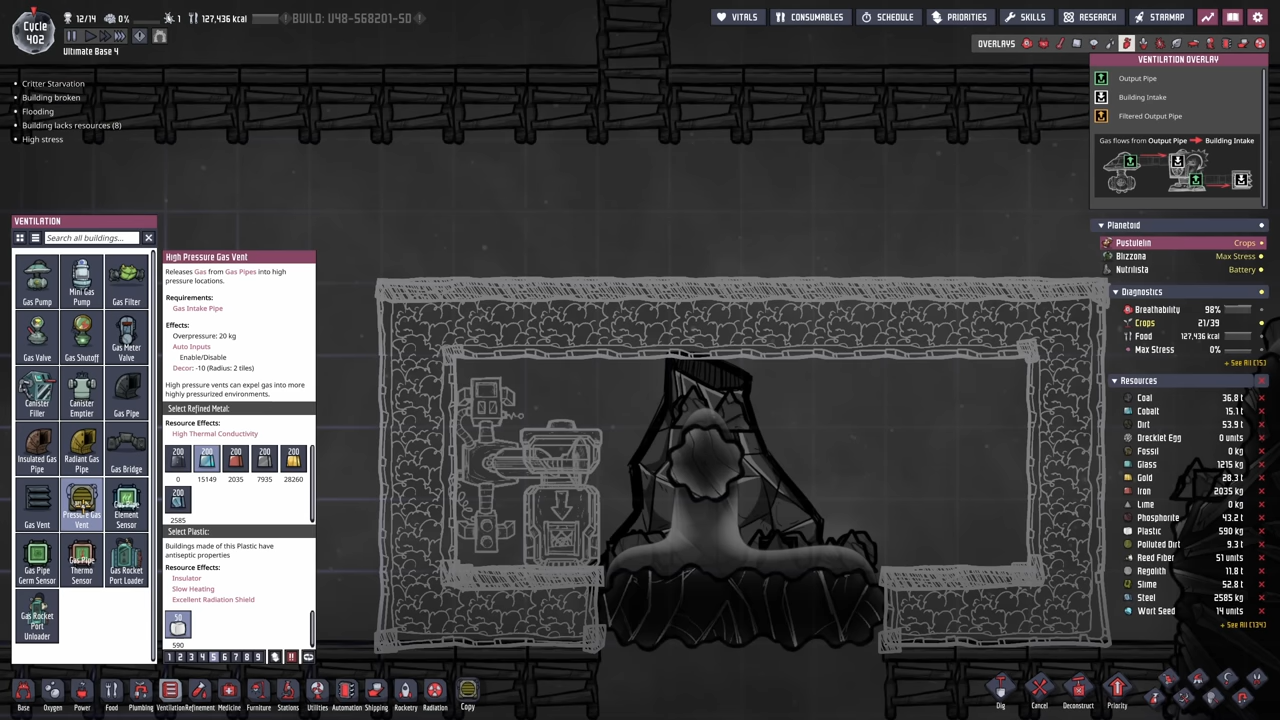 Cycle
402
12/14
0%
1
127,436 kcal
BUILD: U48-568201-SD
Ultimate Base 4
VITALS
CONSUMABLES
SCHEDULE
PRIORITIES
SKILLS
RESEARCH
STARMAP
OVERLAYS
Critter Starvation
Building broken
Flooding
Building lacks resources (8)
High stress
VENTILATION OVERLAY
Output Pipe
Building Intake
Filtered Output Pipe
Gas flows from Output Pipe
Building Intake
Planetoid
Pustulelin Crops
Blizzona Max Stress
Nutrilista Battery
Diagnostics
Breathability 98%
Crops 21/39
Food 127,436 kcal
Max Stress 0%
+ See All (15)
Resources
Coal 36.8 t
Cobalt 15.1 t
Dirt 53.9 t
Drecklet Egg 0 units
Fossil 0 kg
Glass 1215 kg
Gold 28.3 t
Iron 2035 kg
Lime 0 kg
Phosphorite 43.2 t
Plastic 590 kg
Polluted Dirt 9.3 t
Reed Fiber 51 units
Regolith 11.8 t
Slime 52.8 t
Steel 2585 kg
Wort Seed 14 units
+ See All (134)
VENTILATION
Search all buildings...
Gas Pump
Mini Gas
Pump
Gas Filter
Gas Valve
Gas Shutoff
Gas Meter
Valve
Canister
Filler
Canister
Emptier
Gas Pipe
Insulated Gas
Pipe
Radiant Gas
Pipe
Gas Bridge
Gas Vent
Pressure Gas
Vent
Element
Sensor
Gas Pipe
Germ Sensor
Gas Pipe
Thermo
Sensor
Gas Rocket
Port Loader
Gas Rocket
Port
Unloader
High Pressure Gas Vent
Releases Gas from Gas Pipes into high
pressure locations.
Requirements:
Gas Intake Pipe
Effects:
Overpressure: 20 kg
Auto Inputs
Enable/Disable
Decor: -10 (Radius: 2 tiles)
High pressure vents can expel gas into more
highly pressurized environments.
Select Refined Metal:
Resource Effects:
High Thermal Conductivity
200 200 200 200 200
0 15149 2035 7935 28260
200
2585
Select Plastic:
Buildings made of this Plastic have
antiseptic properties
Resource Effects:
Insulator
Slow Heating
Excellent Radiation Shield
50
590
1 2 3 4 5 6 7 8 9 !!
Base
Oxygen
Power
Food
Plumbing
Ventilation
Refinement
Medicine
Furniture
Stations
Utilities
Automation
Shipping
Rocketry
Radiation
Copy
Dig
Cancel
Deconstruct
Priority